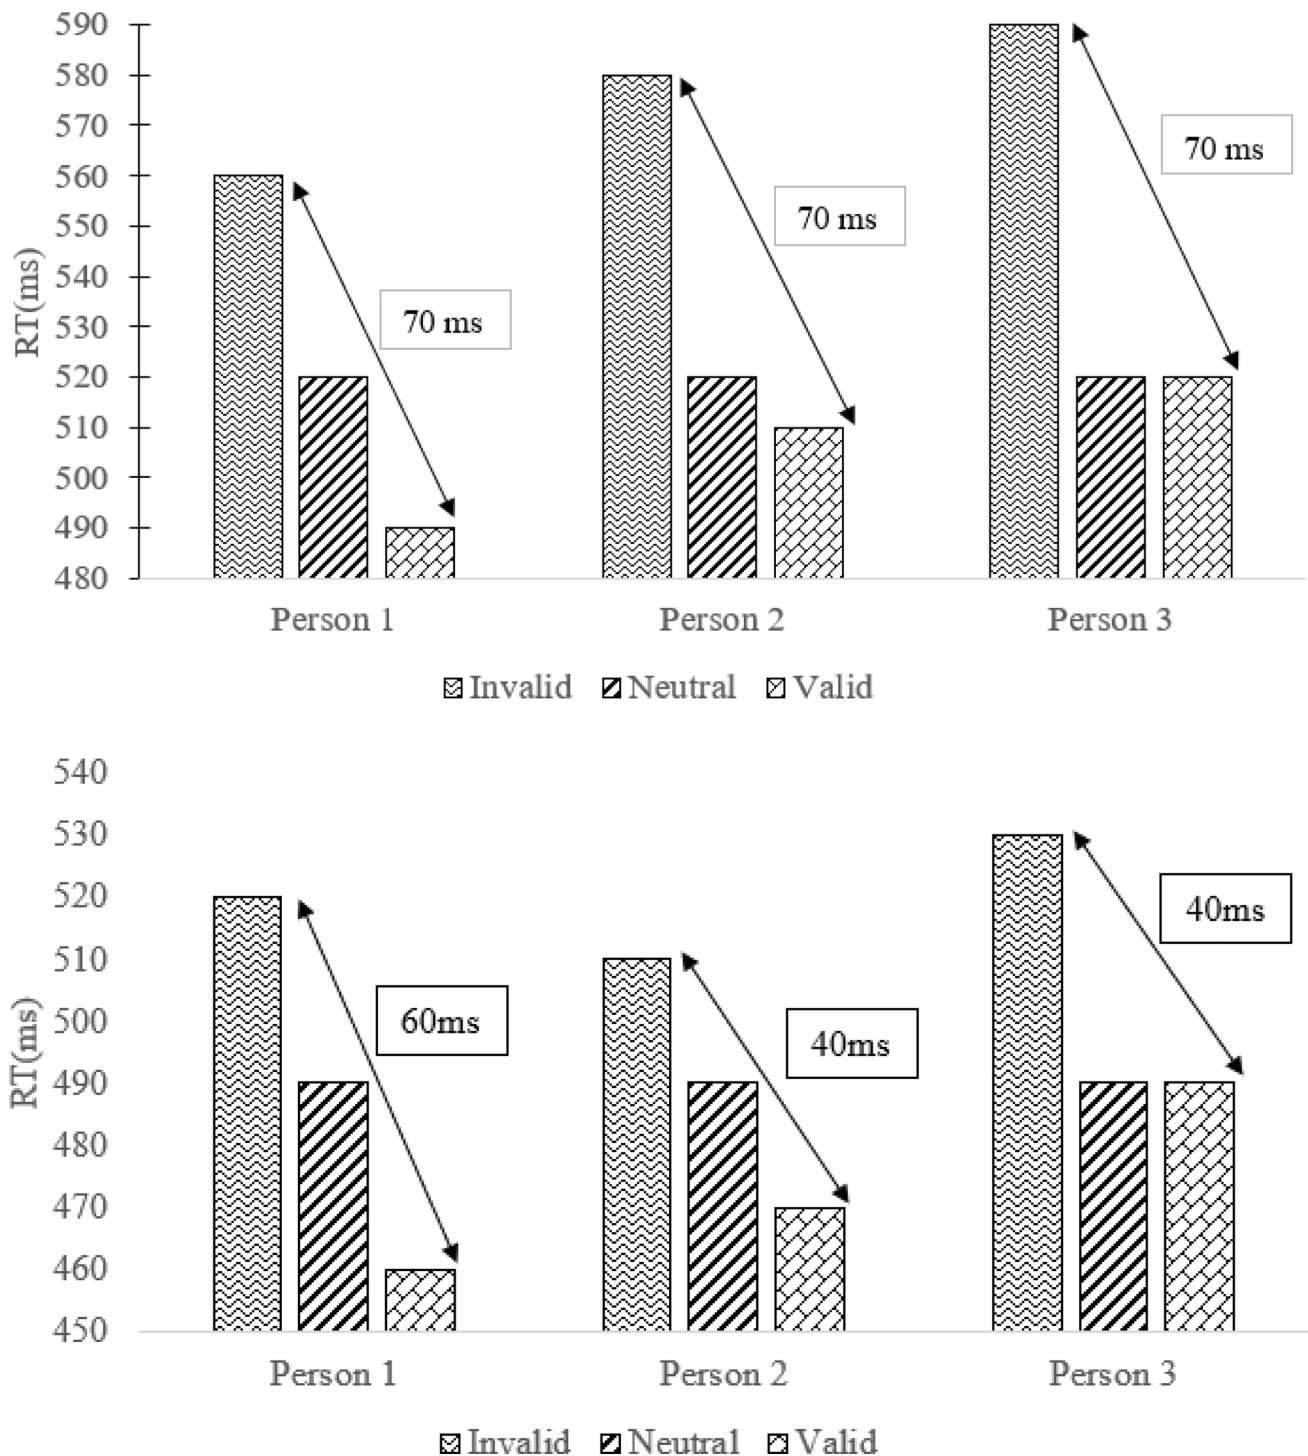 590
580
570
560
550
540
530
520
510
500
490
480
RT(ms)
70 ms
70 ms
70 ms
Person 1
Person 2
Person 3
Invalid Neutral Valid
540
530
520
510
500
490
480
470
460
450
RT(ms)
60ms
40ms
40ms
Person 1
Person 2
Person 3
Invalid Neutral Valid